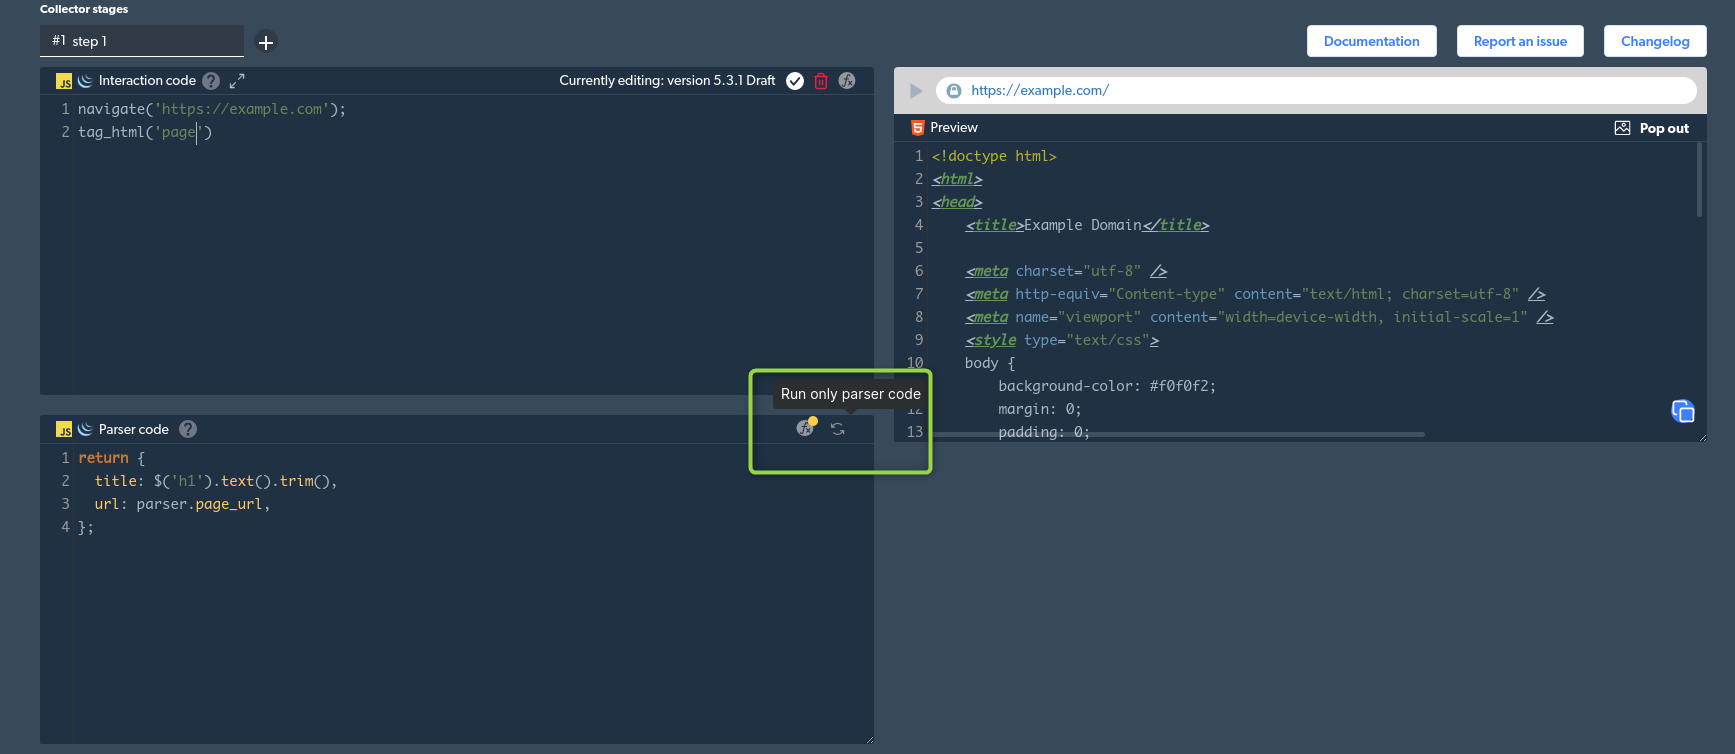 Collector stages
#1 step 1
Documentation
Report an issue
Changelog
JS Interaction code ?
Currently editing: version 5.3.1 Draft
fx
1 navigate('https://example.com');
2 tag_html('page')
https://example.com/
5 Preview
Pop out
1 <!doctype html>
2 <html>
3 <head>
4 <title>Example Domain</title>
5
6 <meta charset="utf-8" />
7 <meta http-equiv="Content-type" content="text/html; charset=utf-8" />
8 <meta name="viewport" content="width=device-width, initial-scale=1" />
9 <style type="text/css">
10 body {
background-color: #f0f0f2;
12 margin: 0;
13 padding: 0;
Run only parser code
JS Parser code ?
fx
1 return {
2 title: $('h1').text().trim(),
3 url: parser.page_url,
4 };